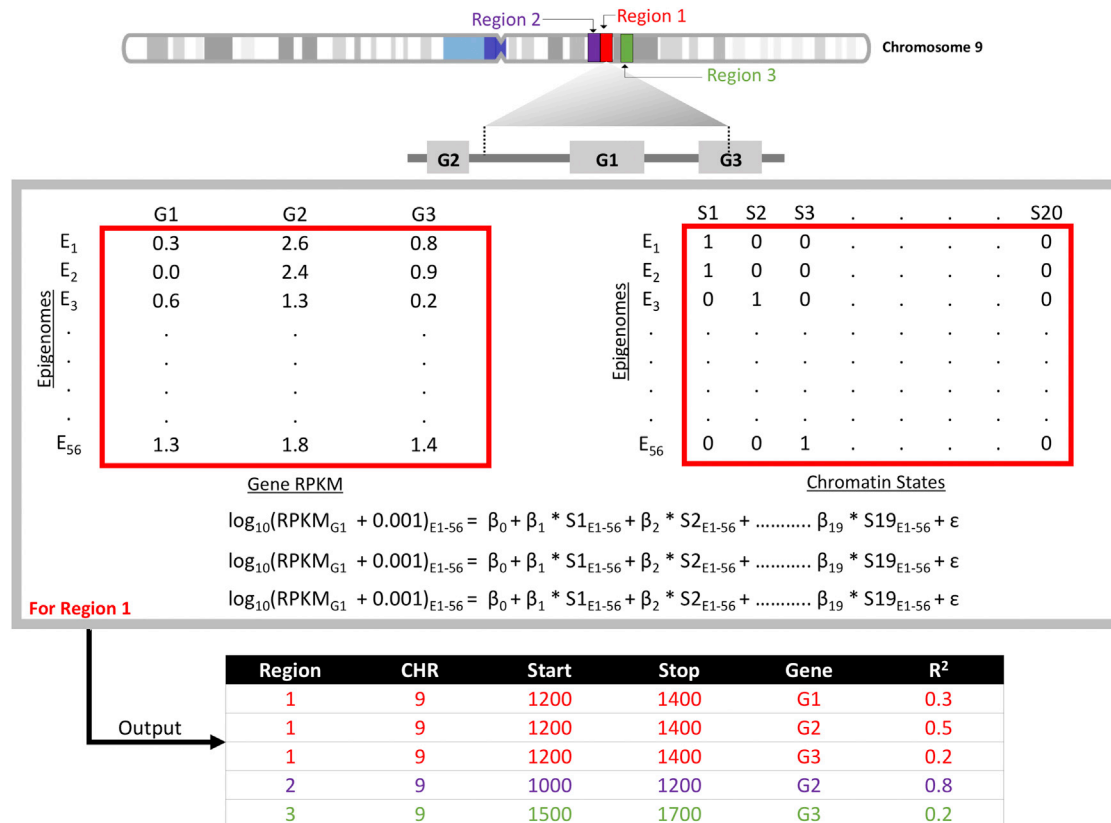 Region 2
Region 1
Chromosome 9
Region 3
G2 G1 G3
G1 G2 G3
E1 0.3 2.6 0.8
E2 0.0 2.4 0.9
E3 0.6 1.3 0.2
. . . .
. . . .
. . . .
. . . .
E56 1.3 1.8 1.4
Epigenomes
Gene RPKM
S1 S2 S3 . . . . S20
E1 1 0 0 . . . . 0
E2 1 0 0 . . . . 0
E3 0 1 0 . . . . 0
. . . . . . . . .
. . . . . . . . .
. . . . . . . . .
. . . . . . . . .
E56 0 0 1 . . . . 0
Epigenomes
Chromatin States
log10(RPKMG1 + 0.001)E1-56 = β0 + β1 * S1E1-56 + β2 * S2E1-56 + ........... β19 * S19E1-56 + ε
log10(RPKMG1 + 0.001)E1-56 = β0 + β1 * S1E1-56 + β2 * S2E1-56 + ........... β19 * S19E1-56 + ε
log10(RPKMG1 + 0.001)E1-56 = β0 + β1 * S1E1-56 + β2 * S2E1-56 + ........... β19 * S19E1-56 + ε
For Region 1
Output
Region CHR Start Stop Gene R²
1 9 1200 1400 G1 0.3
1 9 1200 1400 G2 0.5
1 9 1200 1400 G3 0.2
2 9 1000 1200 G2 0.8
3 9 1500 1700 G3 0.2